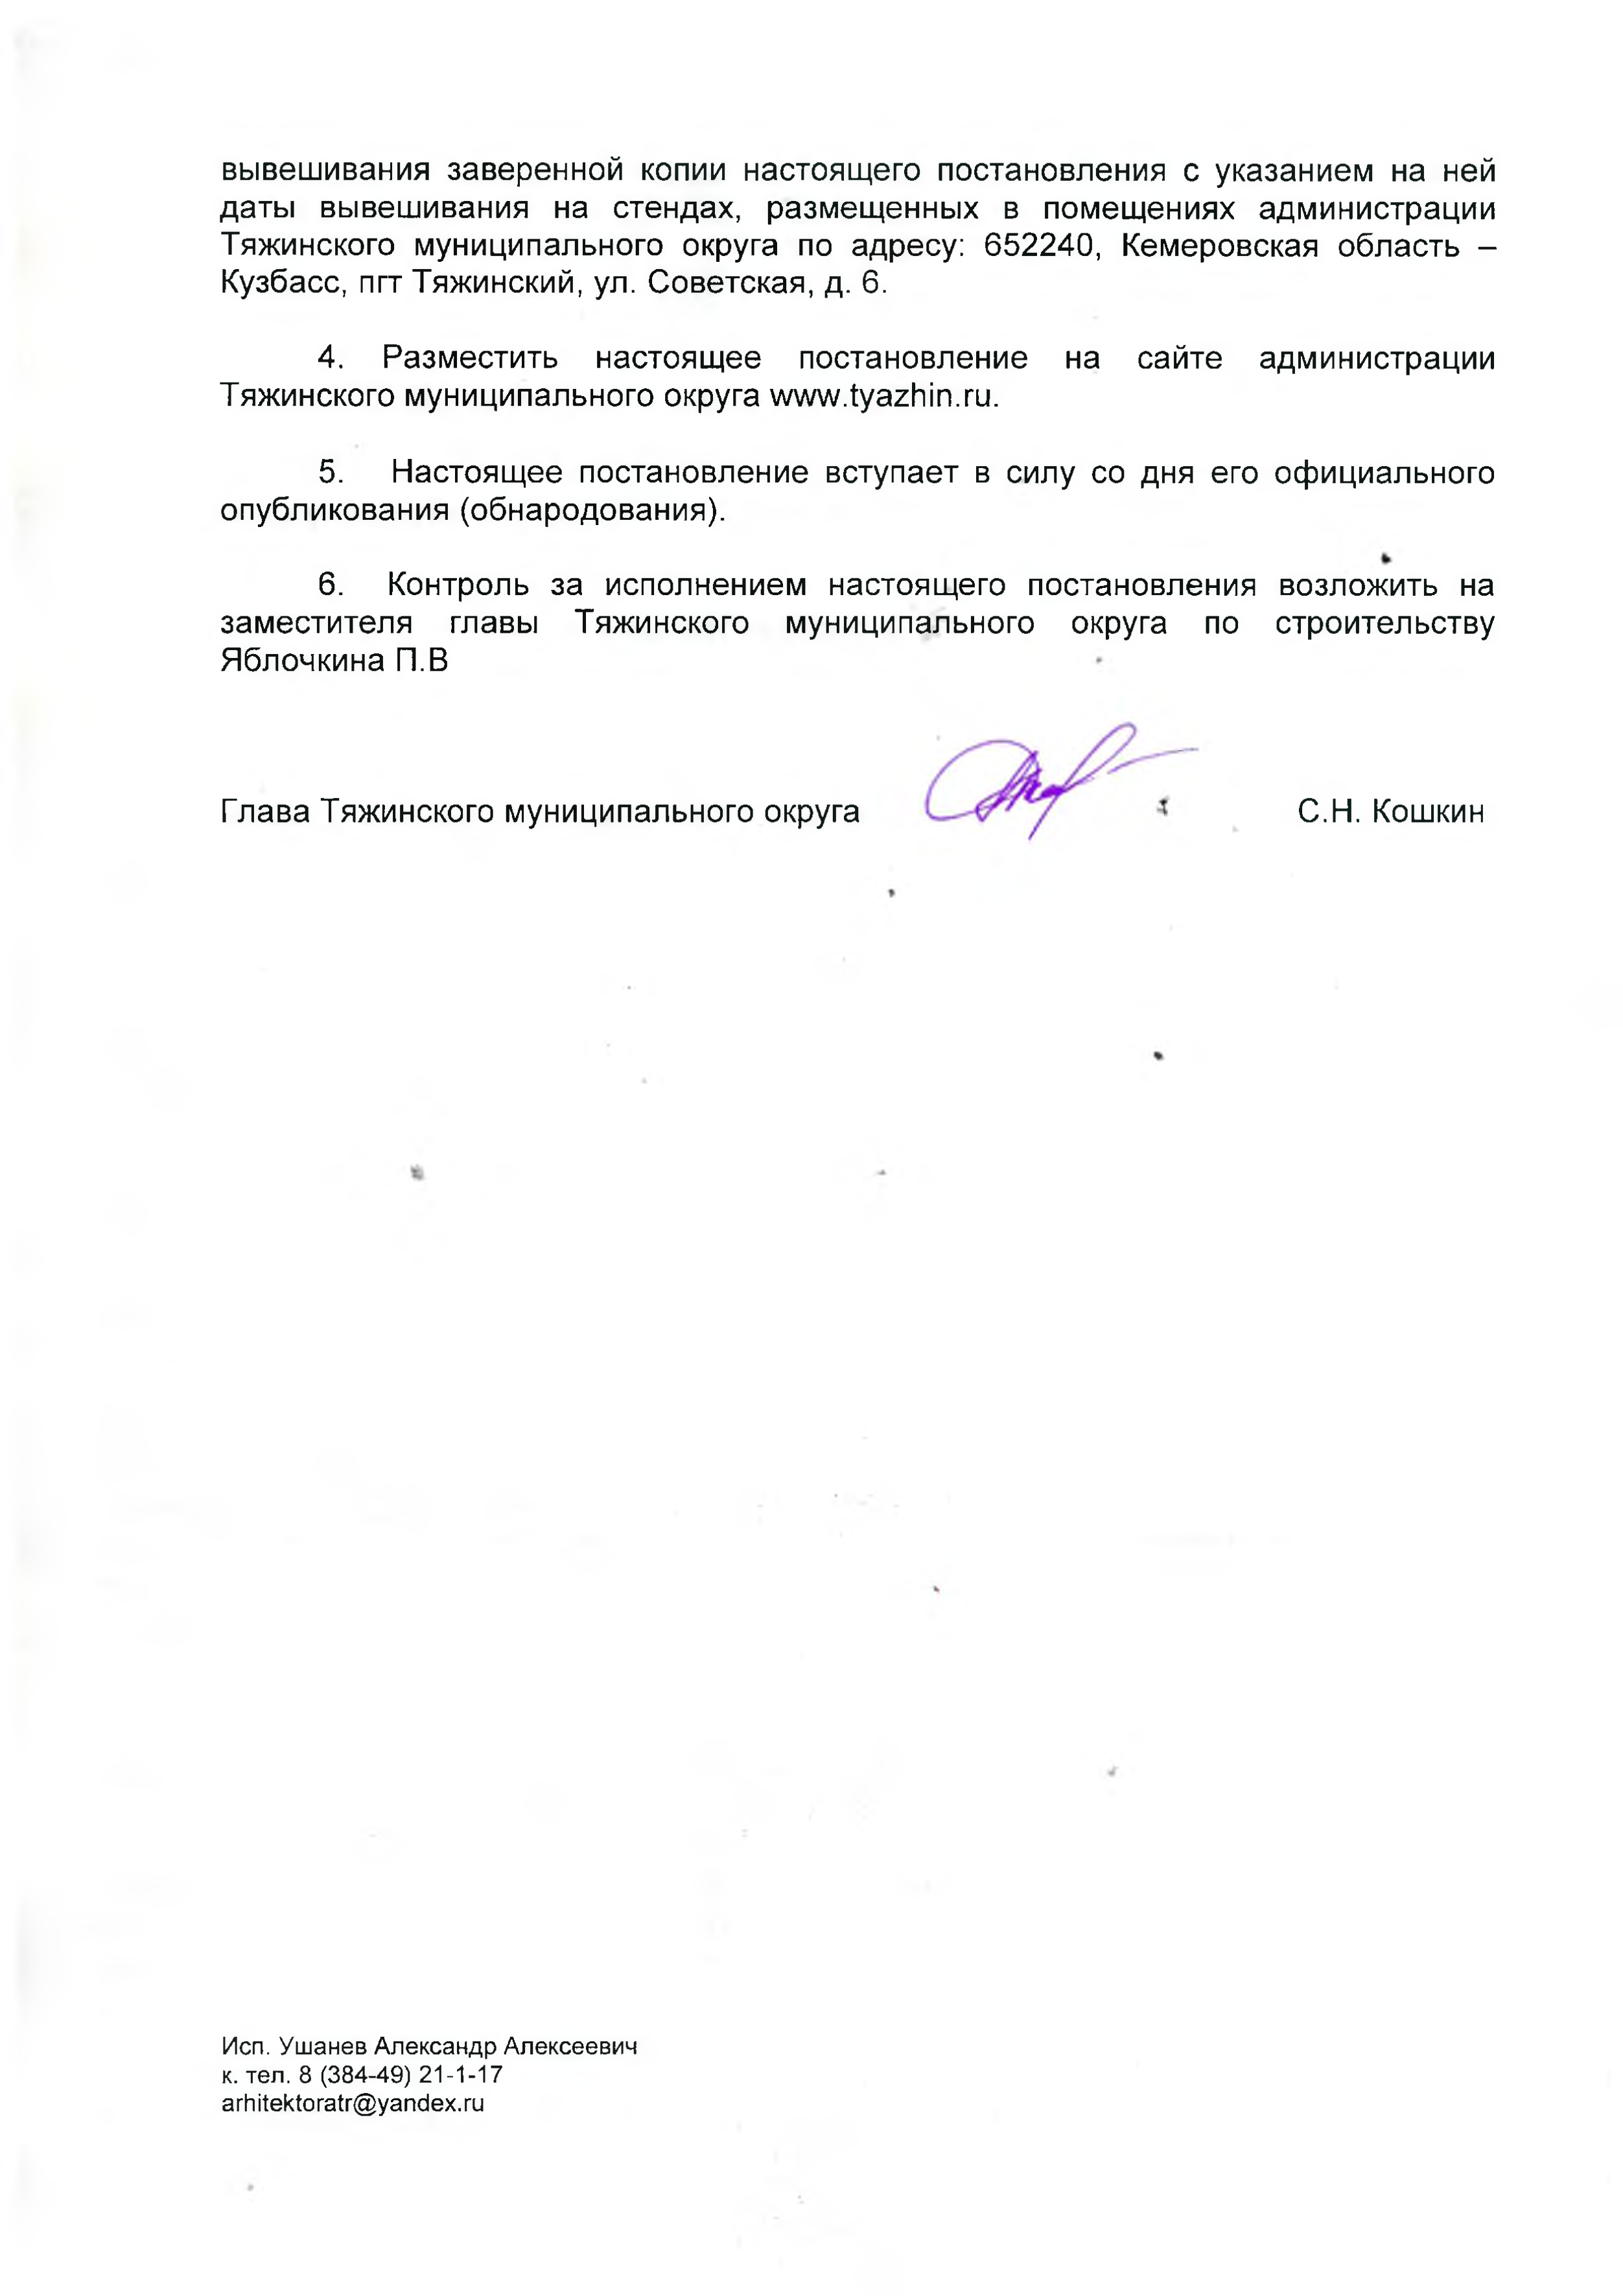 вывешивания заверенной копии настоящего постановления с указанием на ней
даты вывешивания на стендах, размещенных в помещениях администрации
Тяжинского муниципального округа по адресу: 652240, Кемеровская область –
Кузбасс, пгт Тяжинский, ул. Советская, д. 6.
4. Разместить настоящее постановление на сайте администрации
Тяжинского муниципального округа www.tyazhin.ru.
5. Настоящее постановление вступает в силу со дня его официального
опубликования (обнародования).
6. Контроль за исполнением настоящего постановления возложить на
заместителя главы Тяжинского муниципального округа по строительству
Яблочкина П.В
Глава Тяжинского муниципального округа С.Н. Кошкин
Исп. Ушанев Александр Алексеевич
к. тел. 8 (384-49) 21-1-17
arhitektoratr@yandex.ru